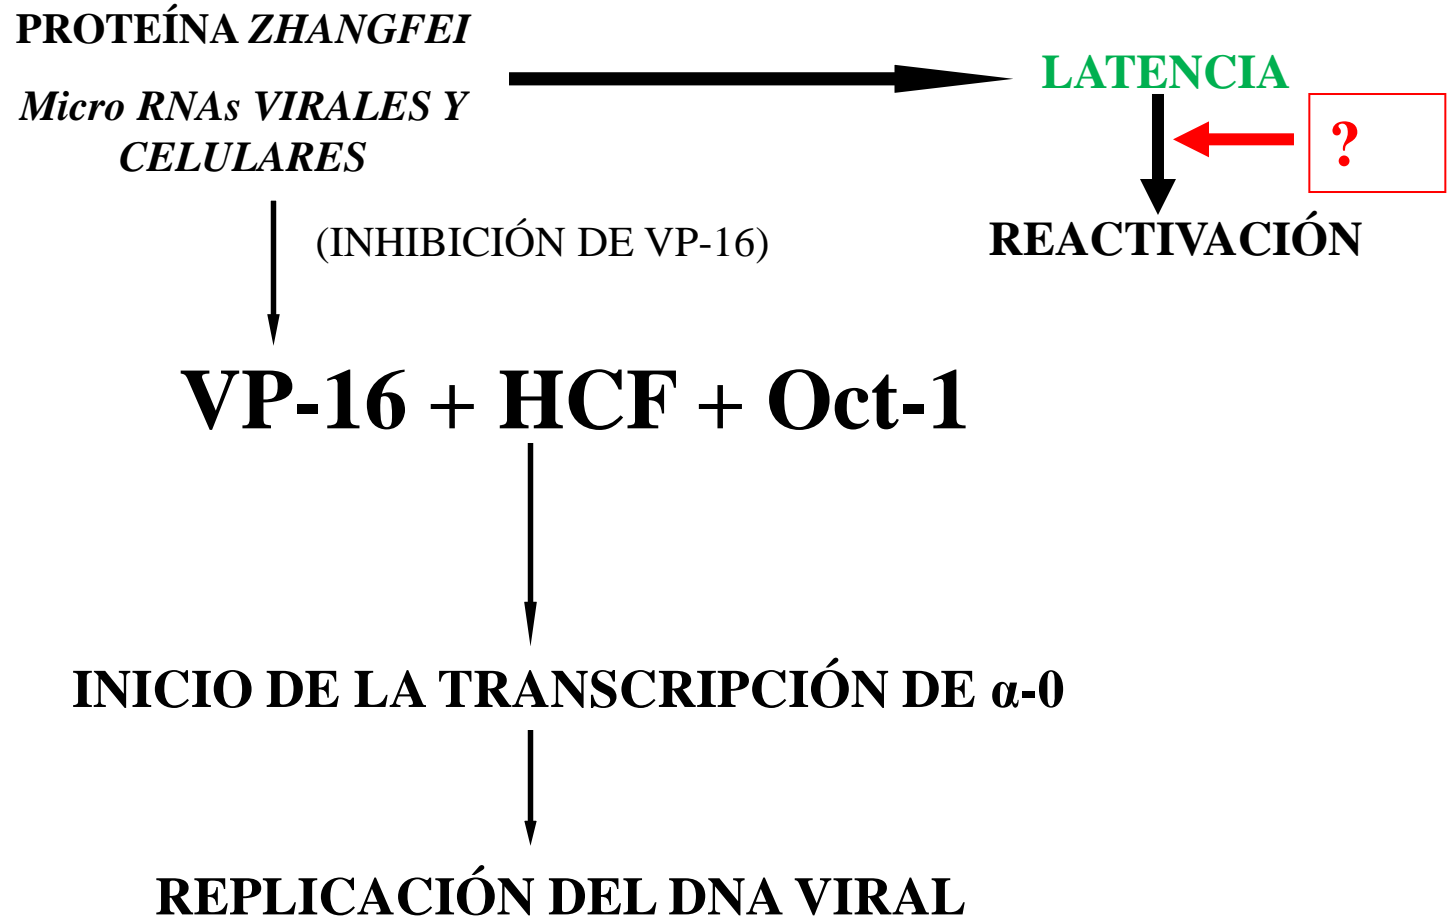 PROTEÍNA ZHANGFEI
Micro RNAs VIRALES Y
CELULARES
LATENCIA
?
(INHIBICIÓN DE VP-16)
REACTIVACIÓN
VP-16 + HCF + Oct-1
INICIO DE LA TRANSCRIPCIÓN DE α-0
REPLICACIÓN DEL DNA VIRAL